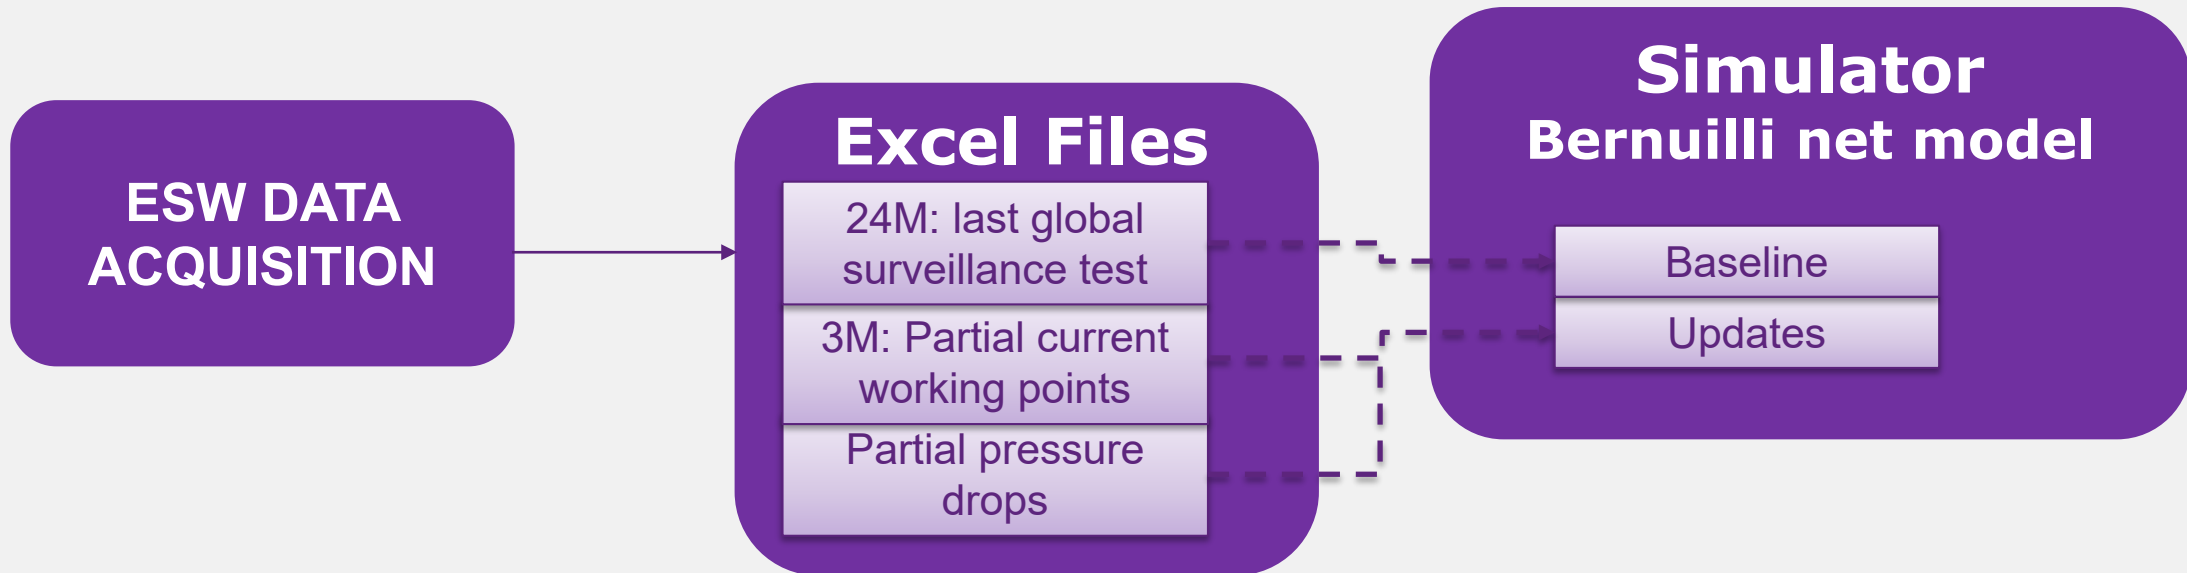 ESW DATA
ACQUISITION
Excel Files
24M: last global
surveillance test
3M: Partial current
working points
Partial pressure
drops
Simulator
Bernuilli net model
Baseline
Updates